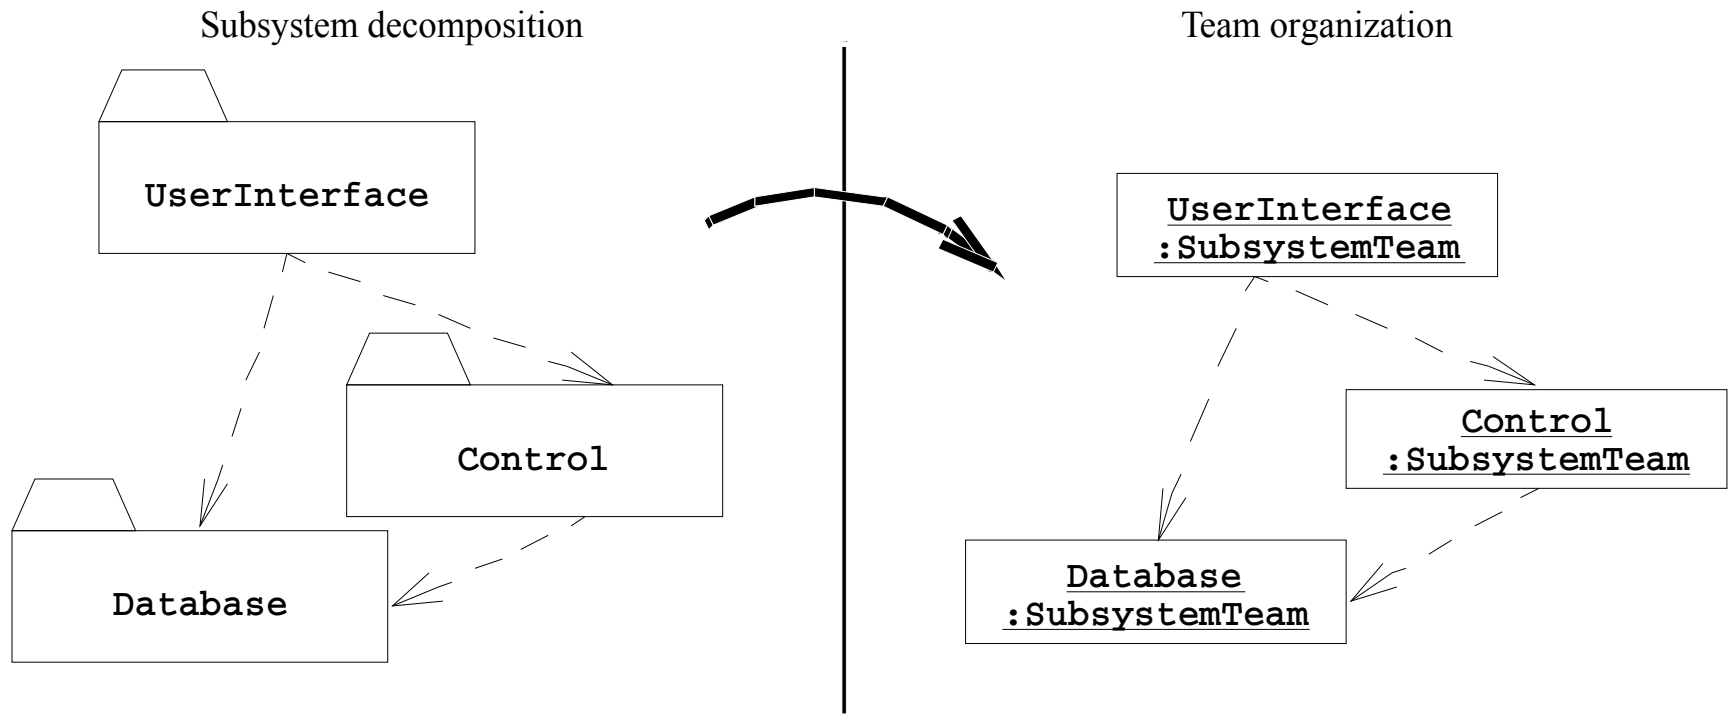 Subsystem decomposition
Team organization
UserInterface
Control
Database
UserInterface
:SubsystemTeam
Control
:SubsystemTeam
Database
:SubsystemTeam